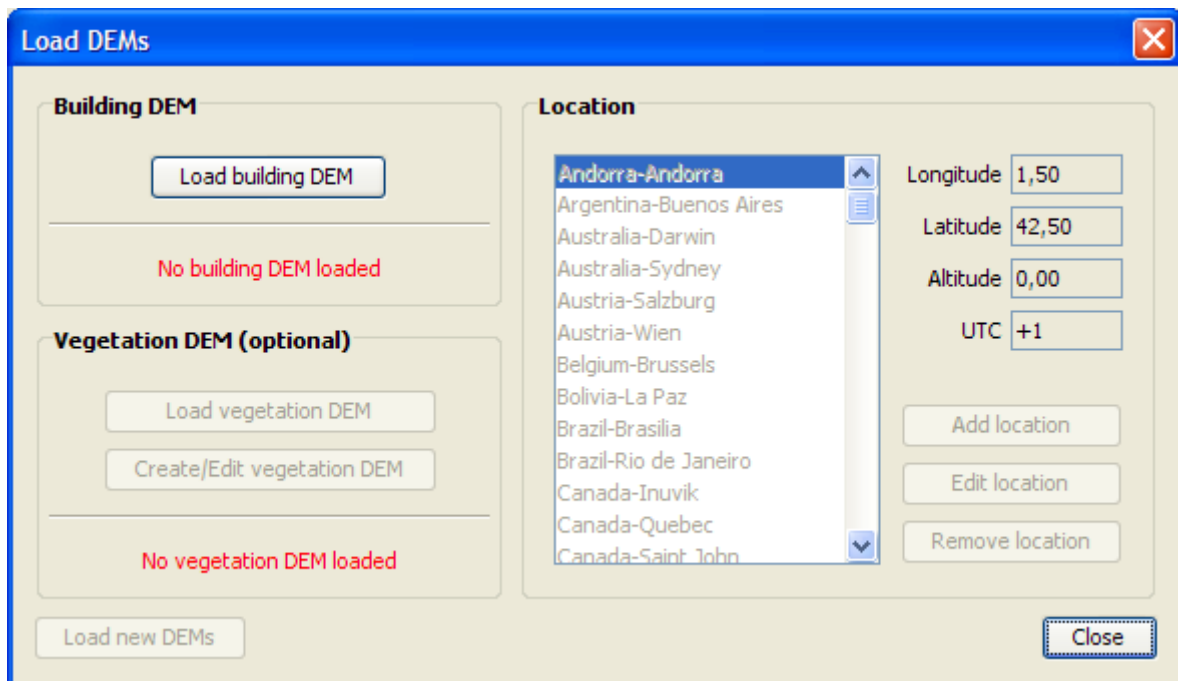 Load DEMs
Building DEM
Load building DEM
No building DEM loaded
Vegetation DEM (optional)
Load vegetation DEM
Create/Edit vegetation DEM
No vegetation DEM loaded
Load new DEMs
Location
Andorra-Andorra
Argentina-Buenos Aires
Australia-Darwin
Australia-Sydney
Austria-Salzburg
Austria-Wien
Belgium-Brussels
Bolivia-La Paz
Brazil-Brasilia
Brazil-Rio de Janeiro
Canada-Inuvik
Canada-Quebec
Canada-Saint John
Longitude 1,50
Latitude 42,50
Altitude 0,00
UTC +1
Add location
Edit location
Remove location
Close